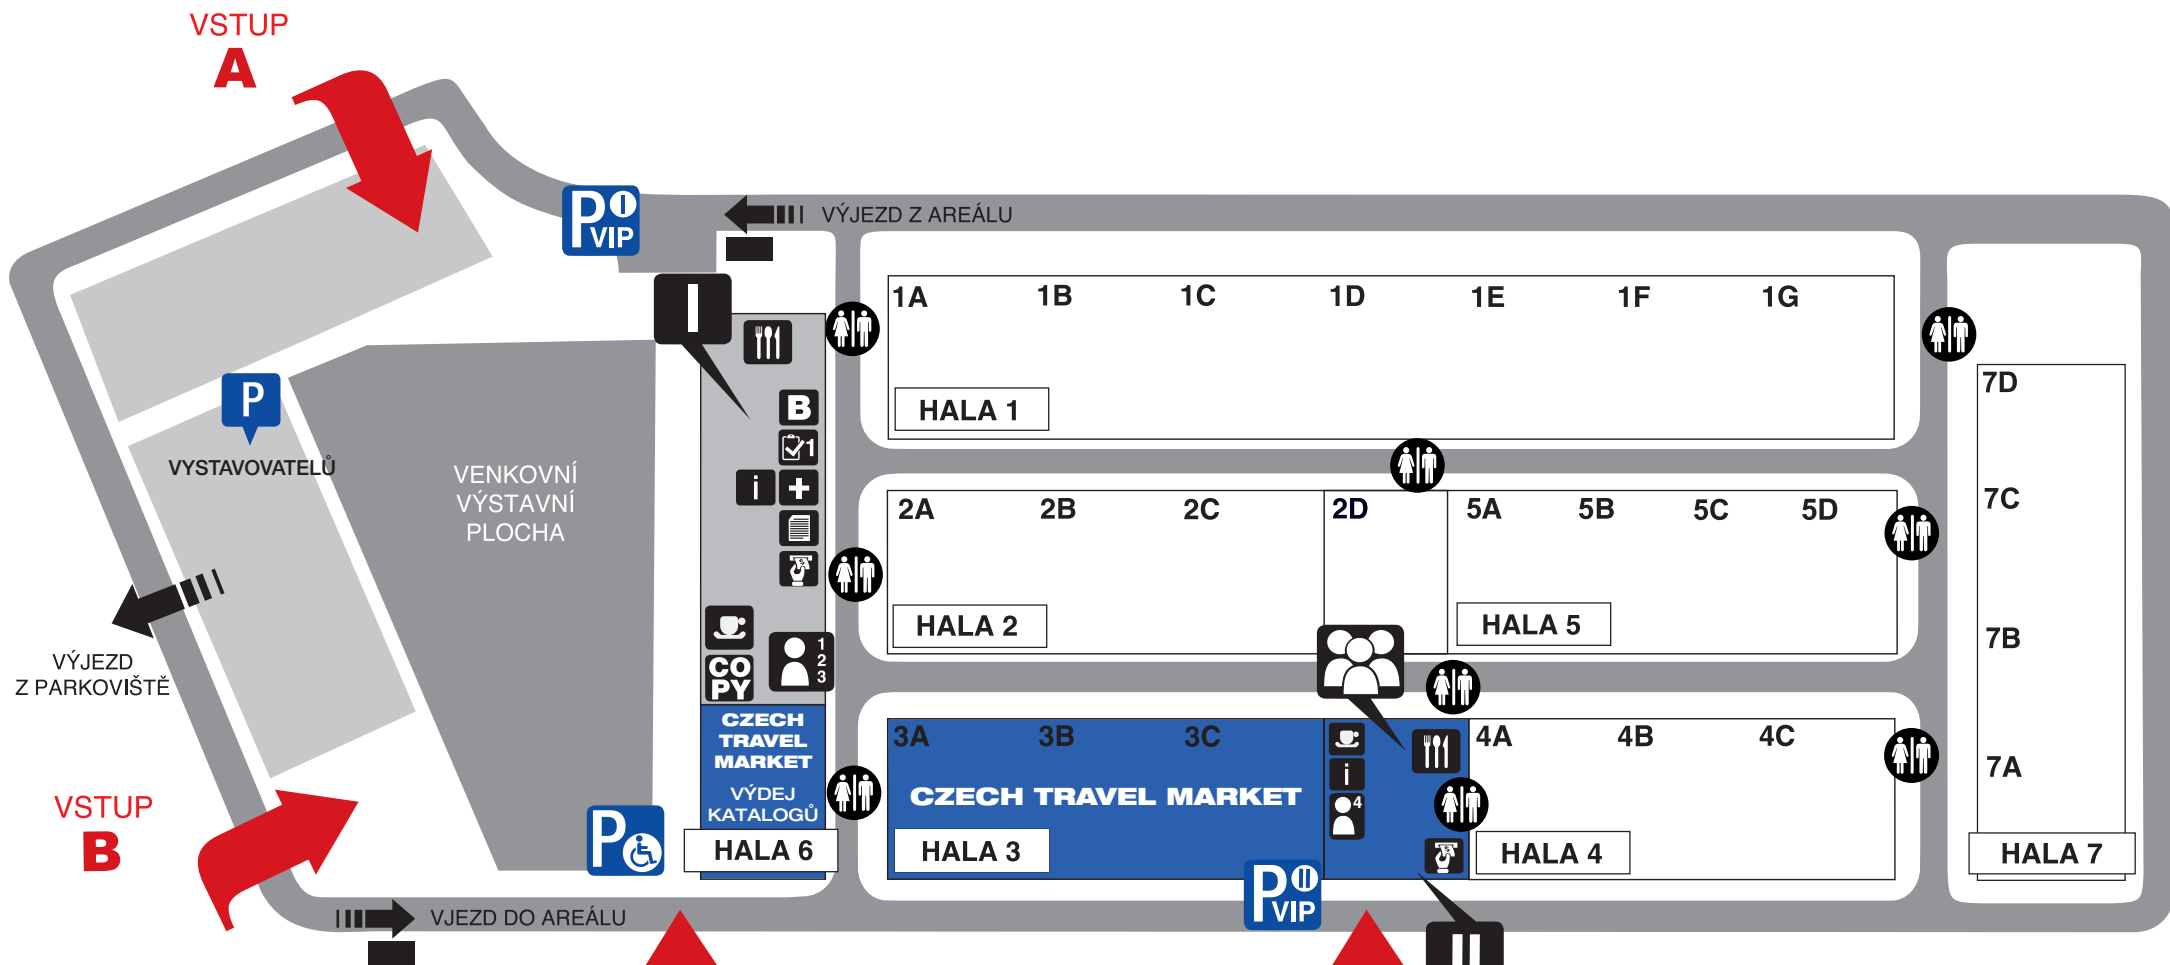 VSTUP
A
P I
VIP
VÝJEZD Z AREÁLU
I
1A 1B 1C 1D 1E 1F 1G
HALA 1
7D
P
VYSTAVOVATELŮ
VENKOVNÍ
VÝSTAVNÍ
PLOCHA
B
1
i
2A 2B 2C 2D 5A 5B 5C 5D
7C
HALA 2
HALA 5
7B
VÝJEZD
Z PARKOVIŠTĚ
CO
PY
1
2
3
CZECH
TRAVEL
MARKET
VÝDEJ
KATALOGŮ
HALA 6
3A 3B 3C
CZECH TRAVEL MARKET
HALA 3
i
4
4A 4B 4C
HALA 4
7A
HALA 7
VSTUP
B
P
P II
VIP
VJEZD DO AREÁLU
II